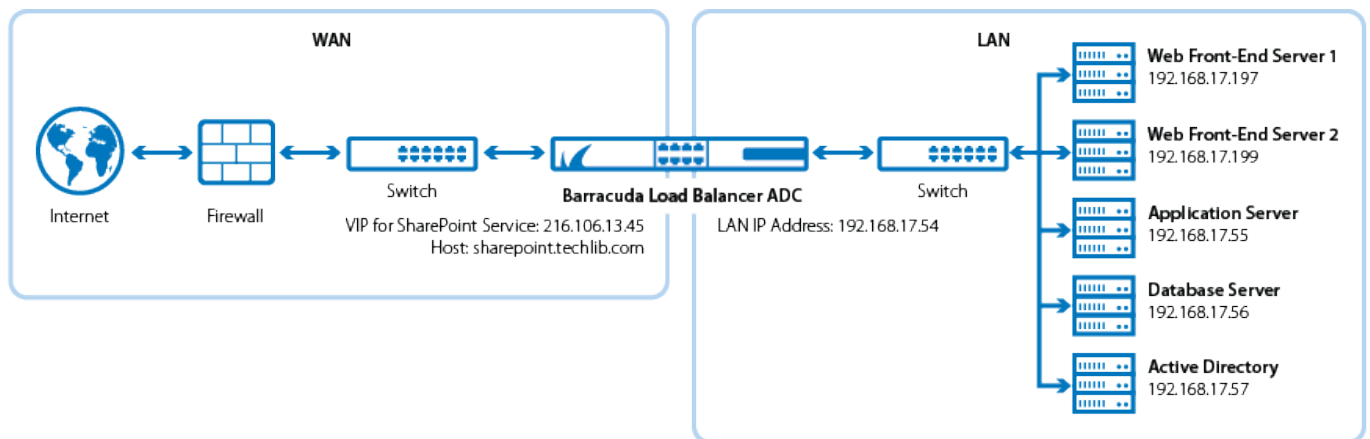 WAN
Internet
Firewall
Switch
Barracuda Load Balancer ADC
VIP for SharePoint Service: 216.106.13.45
Host: sharepoint.techlib.com
LAN
LAN IP Address: 192.168.17.54
Switch
Web Front-End Server 1
192.168.17.197
Web Front-End Server 2
192.168.17.199
Application Server
192.168.17.55
Database Server
192.168.17.56
Active Directory
192.168.17.57